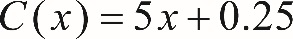 C(x) = 5x + 0.25